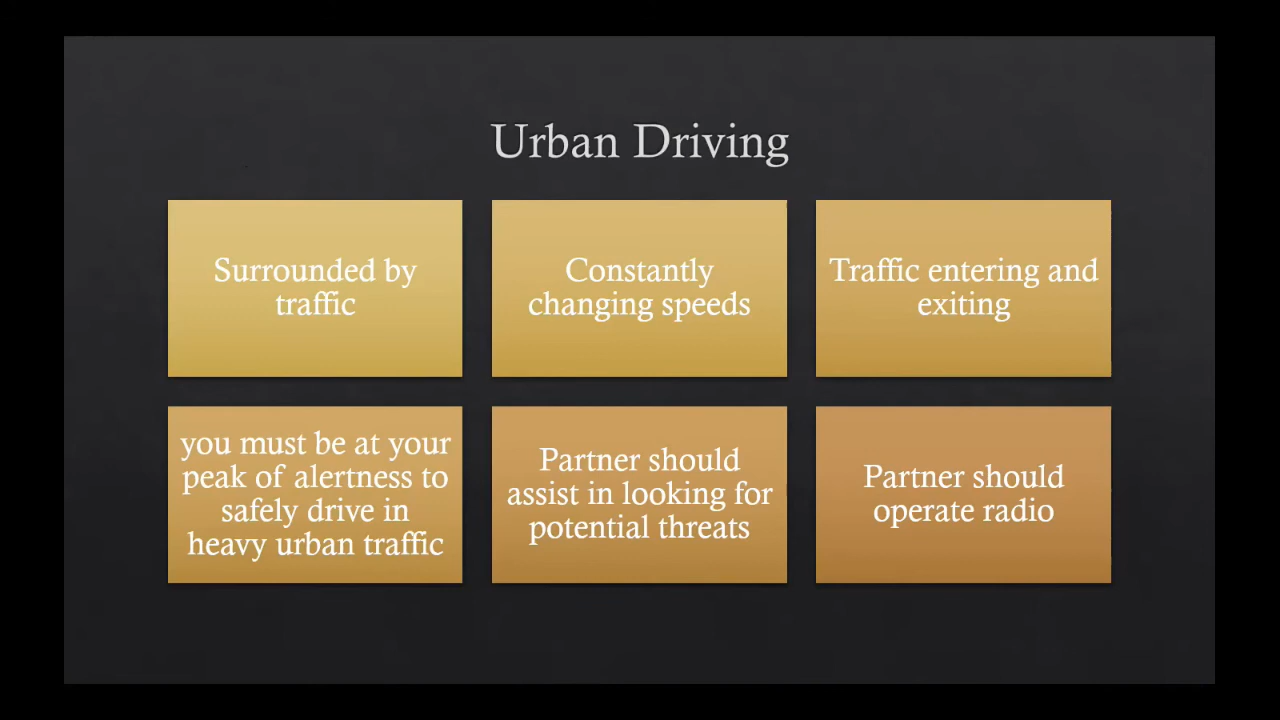 Urban Driving
Surrounded by
traffic
Constantly
changing speeds
Traffic entering and
exiting
you must be at your
peak of alertness to
safely drive in
heavy urban traffic
Partner should
assist in looking for
potential threats
Partner should
operate radio